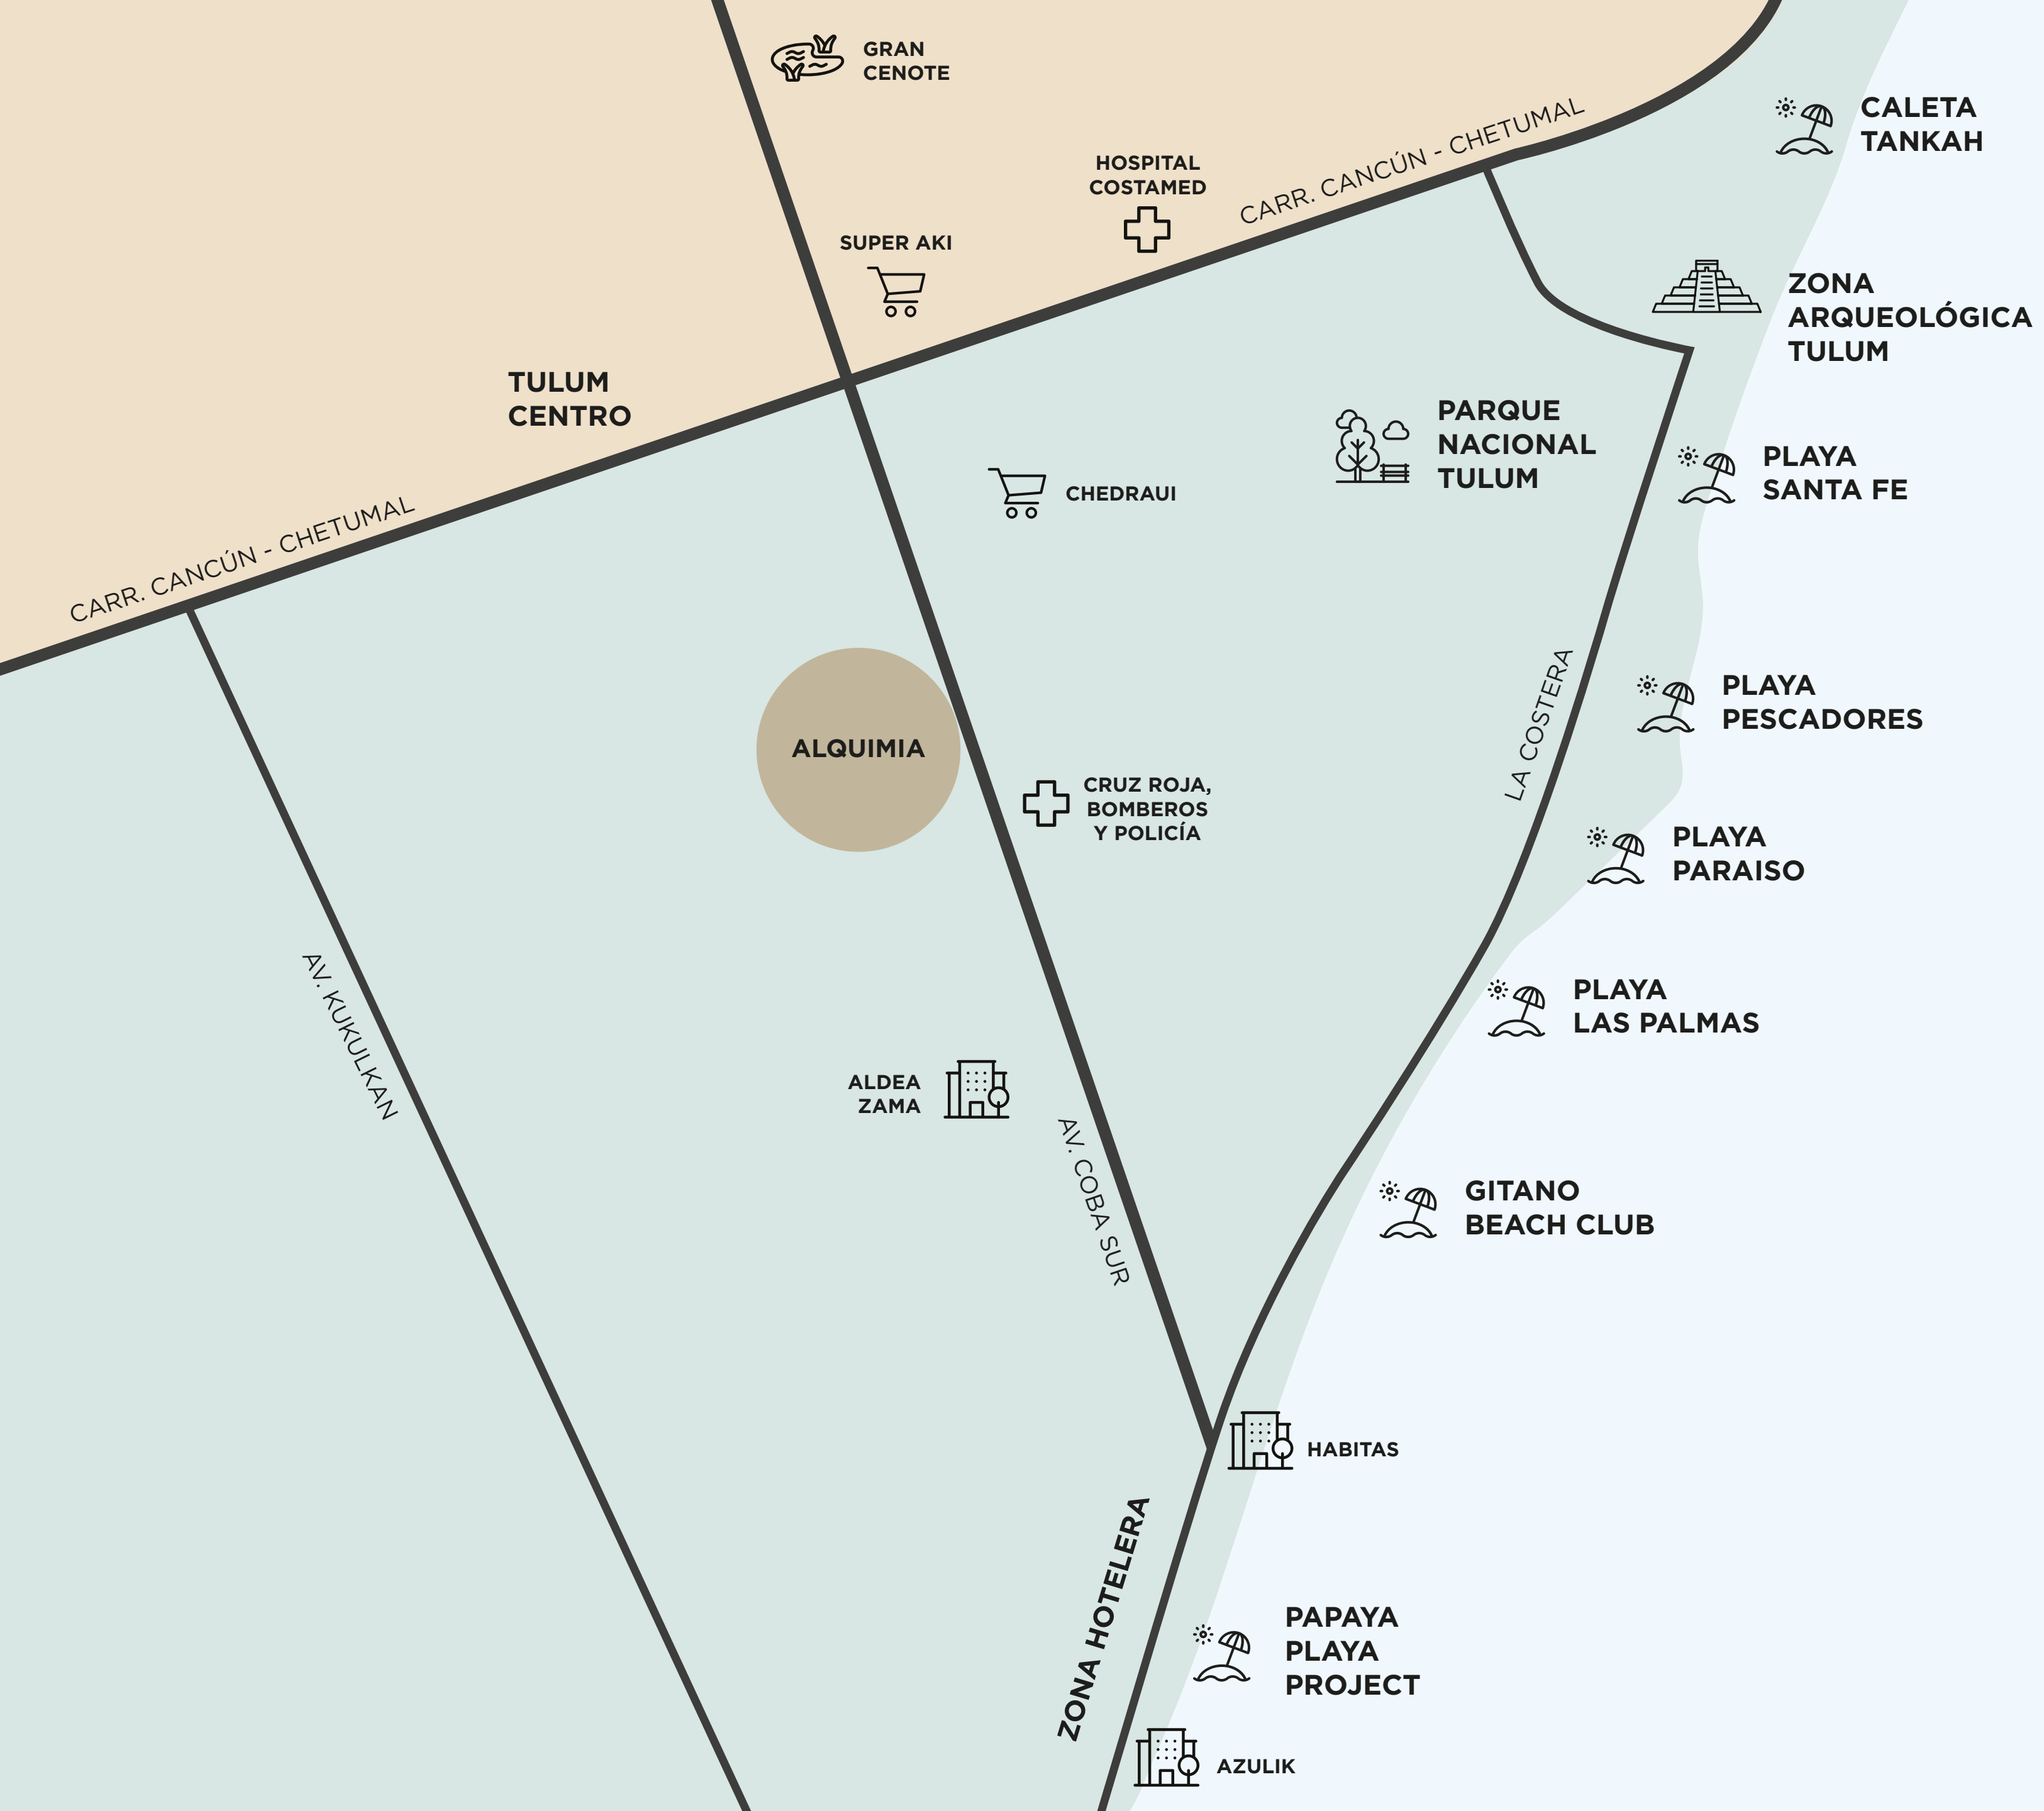 GRAN
CENOTE
CALETA
TANKAH
CARR. CANCÚN - CHETUMAL
HOSPITAL
COSTAMED
SUPER AKI
ZONA
ARQUEOLÓGICA
TULUM
TULUM
CENTRO
PARQUE
NACIONAL
TULUM
PLAYA
SANTA FE
CHEDRAUI
CARR. CANCÚN - CHETUMAL
LA COSTERA
PLAYA
PESCADORES
ALQUIMIA
CRUZ ROJA,
BOMBEROS
Y POLICÍA
PLAYA
PARAISO
AV. KUKULKAN
PLAYA
LAS PALMAS
ALDEA
ZAMA
AV. COBA SUR
GITANO
BEACH CLUB
HABITAS
ZONA HOTELERA
PAPAYA
PLAYA
PROJECT
AZULIK